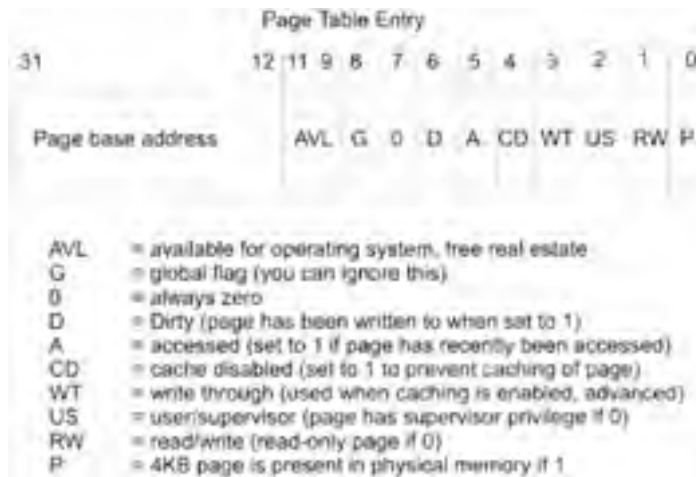 Page Table Entry
31 12 11 9 8 7 6 5 4 3 2 1 0
Page base address AVL G 0 D A CD WT US RW P
AVL = available for operating system, free real estate
G = global flag (you can ignore this)
0 = always zero
D = Dirty (page has been written to when set to 1)
A = accessed (set to 1 if page has recently been accessed)
CD = cache disabled (set to 1 to prevent caching of page)
WT = write through (used when caching is enabled, advanced)
US = user/supervisor (page has supervisor privilege if 0)
RW = read/write (read-only page if 0)
P = 4KB page is present in physical memory if 1